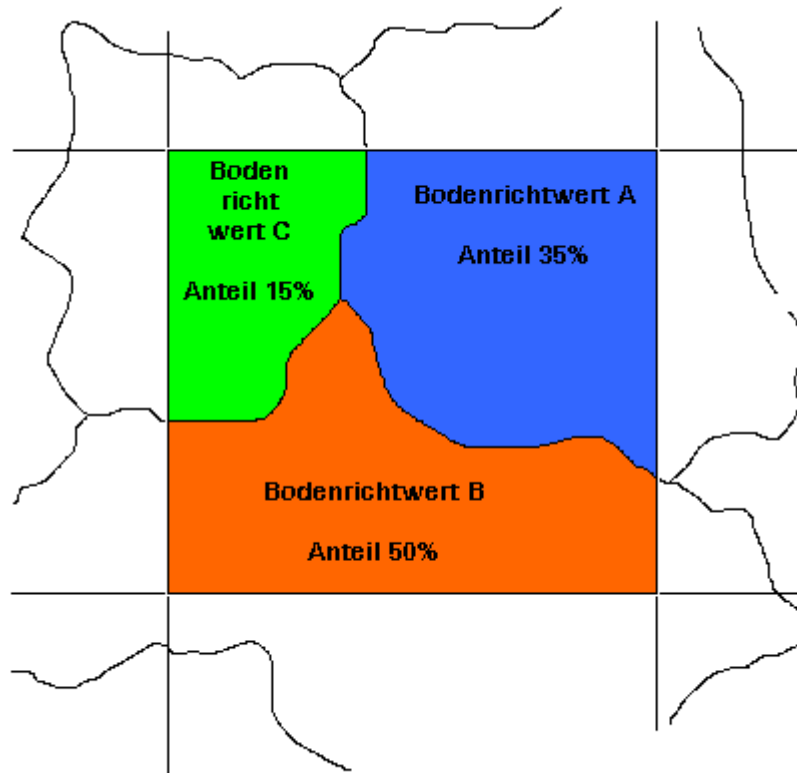 Boden
richt
wert C
Anteil 15%
Bodenrichtwert A
Anteil 35%
Bodenrichtwert B
Anteil 50%